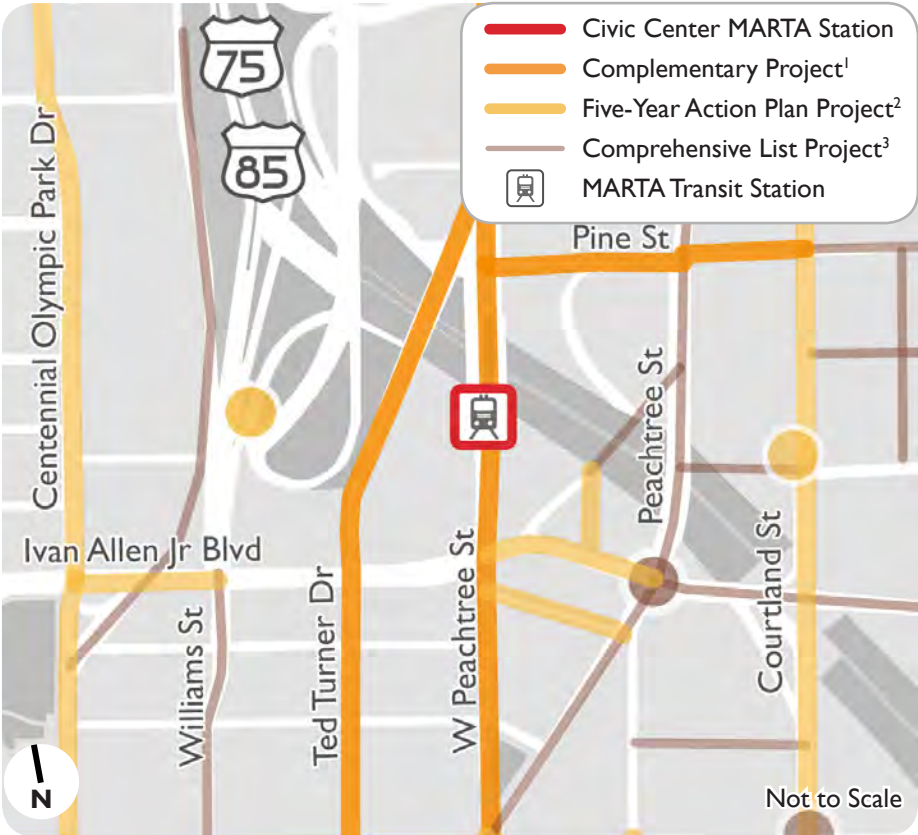 75
85
Civic Center MARTA Station
Complementary Project¹
Five-Year Action Plan Project²
Comprehensive List Project³
MARTA Transit Station
Centennial Olympic Park Dr
Pine St
Peachtree St
Ivan Allen Jr Blvd
Williams St
Ted Turner Dr
W Peachtree St
Courtland St
N
Not to Scale